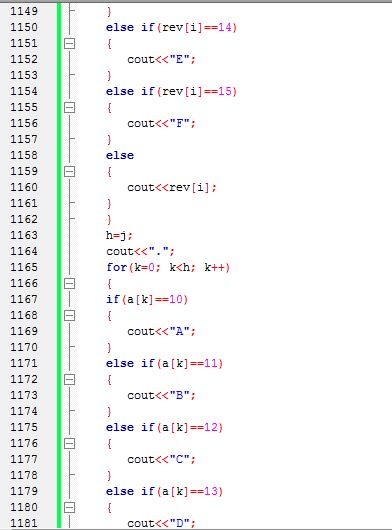 1149 }
1150 else if(rev[i]==14)
1151 {
1152 cout<<"E";
1153 }
1154 else if(rev[i]==15)
1155 {
1156 cout<<"F";
1157 }
1158 else
1159 {
1160 cout<<rev[i];
1161 }
1162 }
1163 h=j;
1164 cout<<".";
1165 for(k=0; k<h; k++)
1166 {
1167 if(a[k]==10)
1168 {
1169 cout<<"A";
1170 }
1171 else if(a[k]==11)
1172 {
1173 cout<<"B";
1174 }
1175 else if(a[k]==12)
1176 {
1177 cout<<"C";
1178 }
1179 else if(a[k]==13)
1180 {
1181 cout<<"D";